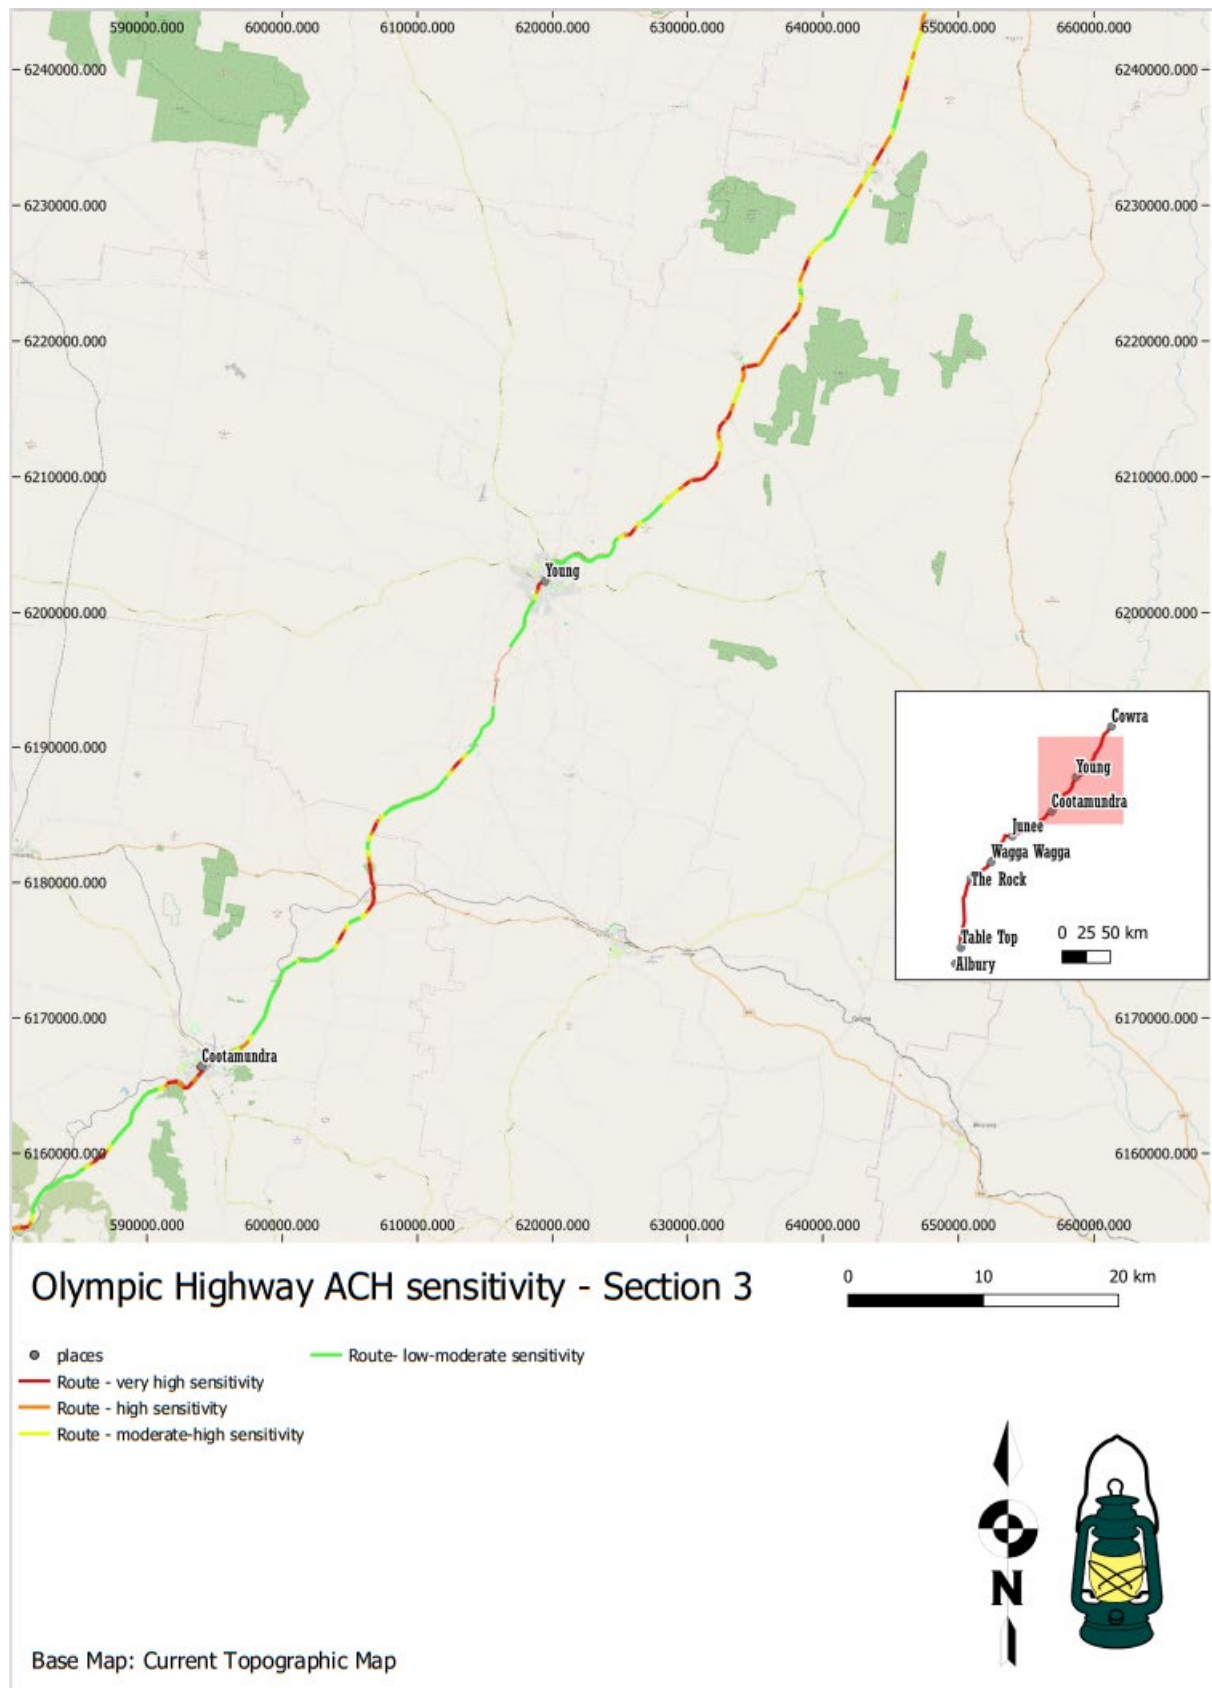 590000.000 600000.000 610000.000 620000.000 630000.000 640000.000 650000.000 660000.000
6240000.000 6240000.000
6230000.000 6230000.000
6220000.000 6220000.000
6210000.000 6210000.000
Young
6200000.000 6200000.000
Cowra
6190000.000
Young
Cootamundra
Junee
Wagga Wagga
6180000.000
The Rock
0 25 50 km
Table Top
Albury
6170000.000 6170000.000
Cootamundra
6160000.000 6160000.000
590000.000 600000.000 610000.000 620000.000 630000.000 640000.000 650000.000 660000.000
Olympic Highway ACH sensitivity - Section 3
0 10 20 km
places
Route- low-moderate sensitivity
Route - very high sensitivity
Route - high sensitivity
Route - moderate-high sensitivity
N
Base Map: Current Topographic Map